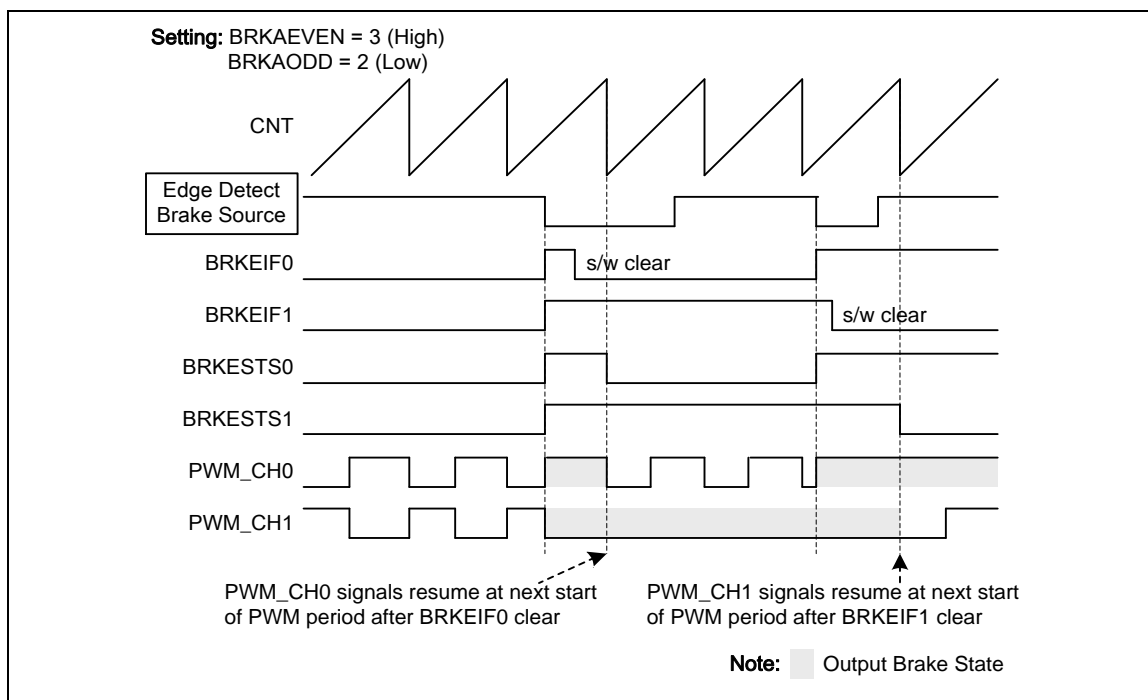 Setting: BRKAEVEN = 3 (High)
BRKAODD = 2 (Low)
CNT
Edge Detect
Brake Source
BRKEIF0
s/w clear
BRKEIF1
s/w clear
BRKESTS0
BRKESTS1
PWM_CH0
PWM_CH1
PWM_CH0 signals resume at next start
of PWM period after BRKEIF0 clear
PWM_CH1 signals resume at next start
of PWM period after BRKEIF1 clear
Note: Output Brake State